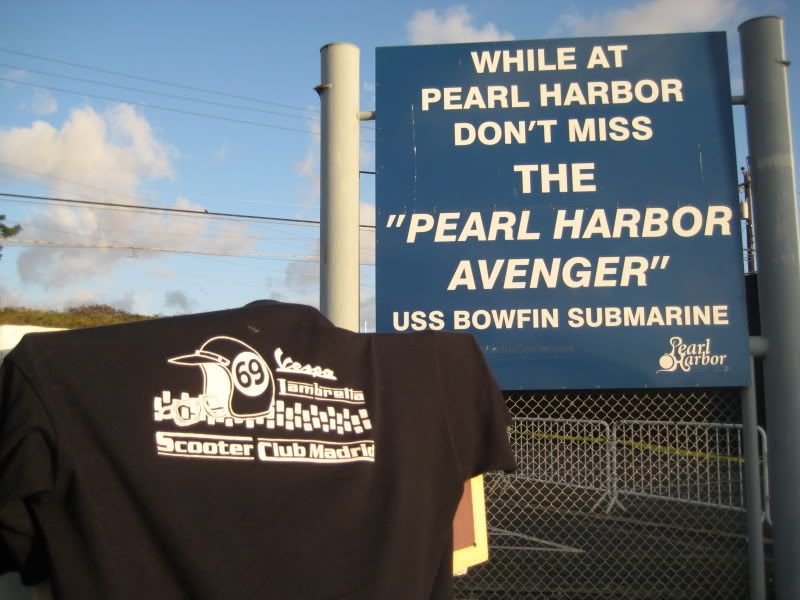 WHILE AT
PEARL HARBOR
DON'T MISS
THE
"PEARL HARBOR
AVENGER"
USS BOWFIN SUBMARINE
Pearl
Harbor
69
Vespa
Lambretta
Scooter Club Madrid